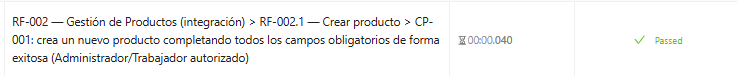 RF-002 — Gestión de Productos (integración) > RF-002.1 — Crear producto > CP-
001: crea un nuevo producto completando todos los campos obligatorios de forma
exitosa (Administrador/Trabajador autorizado)
00:00.040
Passed